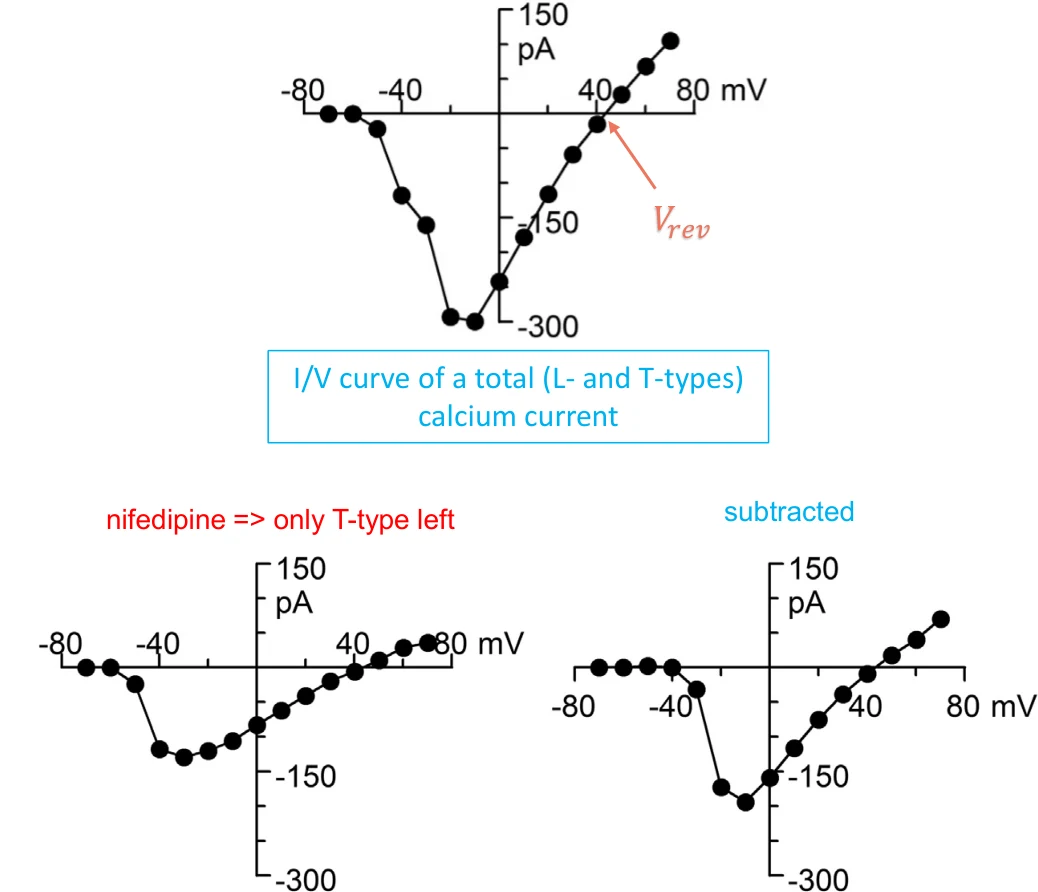 150
pA
-80 -40 40 80 mV
-150
V_rev
-300
I/V curve of a total (L- and T-types)
calcium current
nifedipine => only T-type left
subtracted
150
pA
-80 -40 40 80 mV
-150
-300
150
pA
-80 -40 40 80 mV
-150
-300